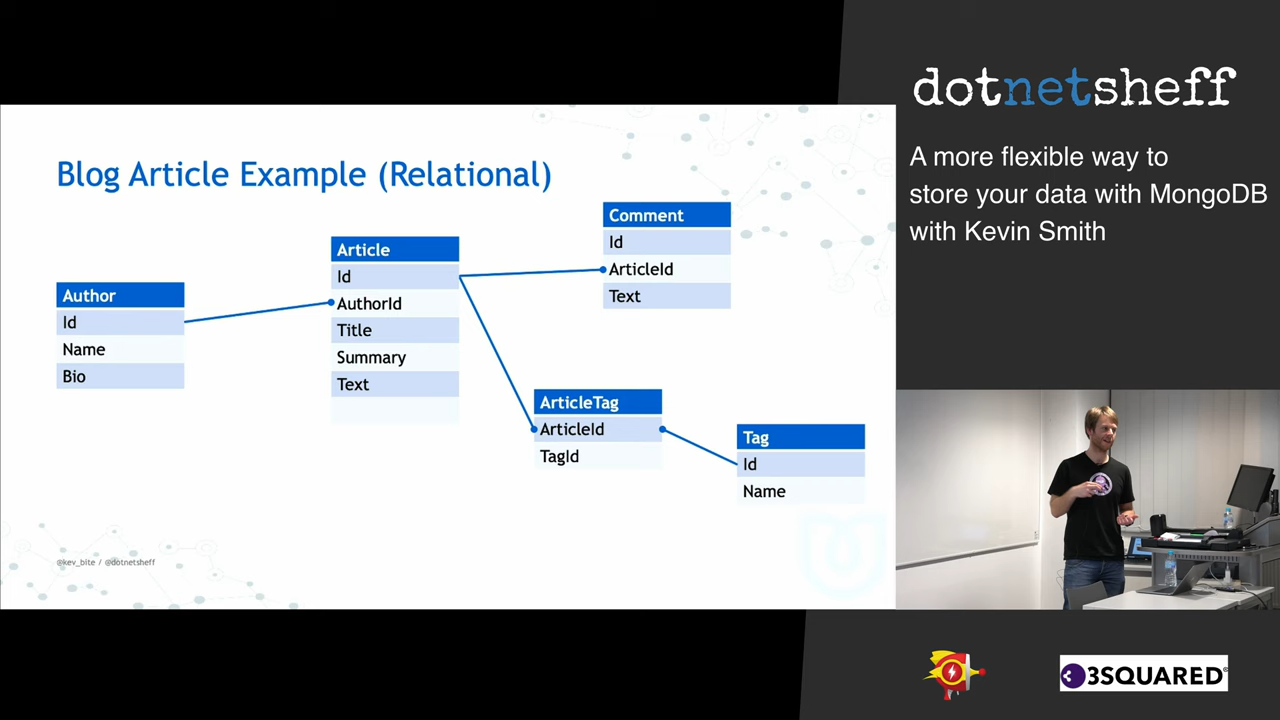 dotnetsheff
A more flexible way to
store your data with MongoDB
with Kevin Smith
Blog Article Example (Relational)
Author
Id
Name
Bio
Article
Id
AuthorId
Title
Summary
Text
Comment
Id
ArticleId
Text
ArticleTag
ArticleId
TagId
Tag
Id
Name
@kev_bite / @dotnetsheff
3SQUARED